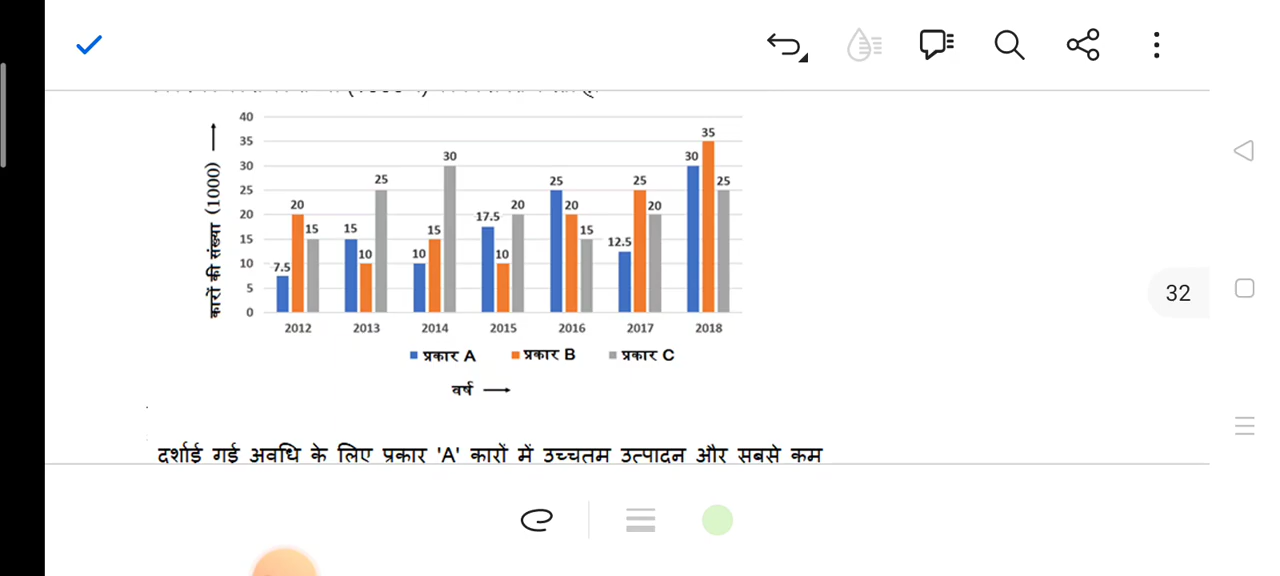 40
35
30
25
20
15
10
5
0
कारों की संख्या (1000)
7.5 20 15
15 10 25
10 15 30
17.5 10 20
25 20 15
12.5 25 20
30 35 25
2012 2013 2014 2015 2016 2017 2018
प्रकार A प्रकार B प्रकार C
वर्ष
32
दर्शाई गई अवधि के लिए प्रकार 'A' कारों में उच्चतम उत्पादन और सबसे कम